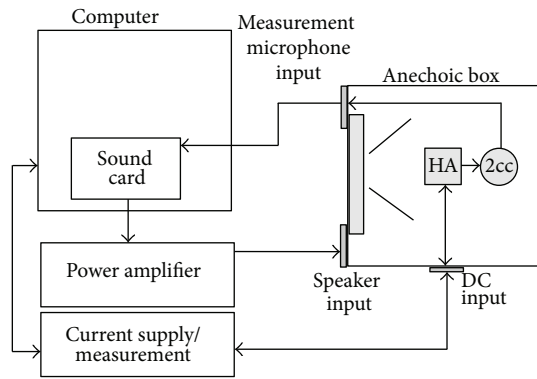 Computer
Measurement
microphone
input
Anechoic box
Sound
card
HA
2cc
Power amplifier
Speaker
input
DC
input
Current supply/
measurement